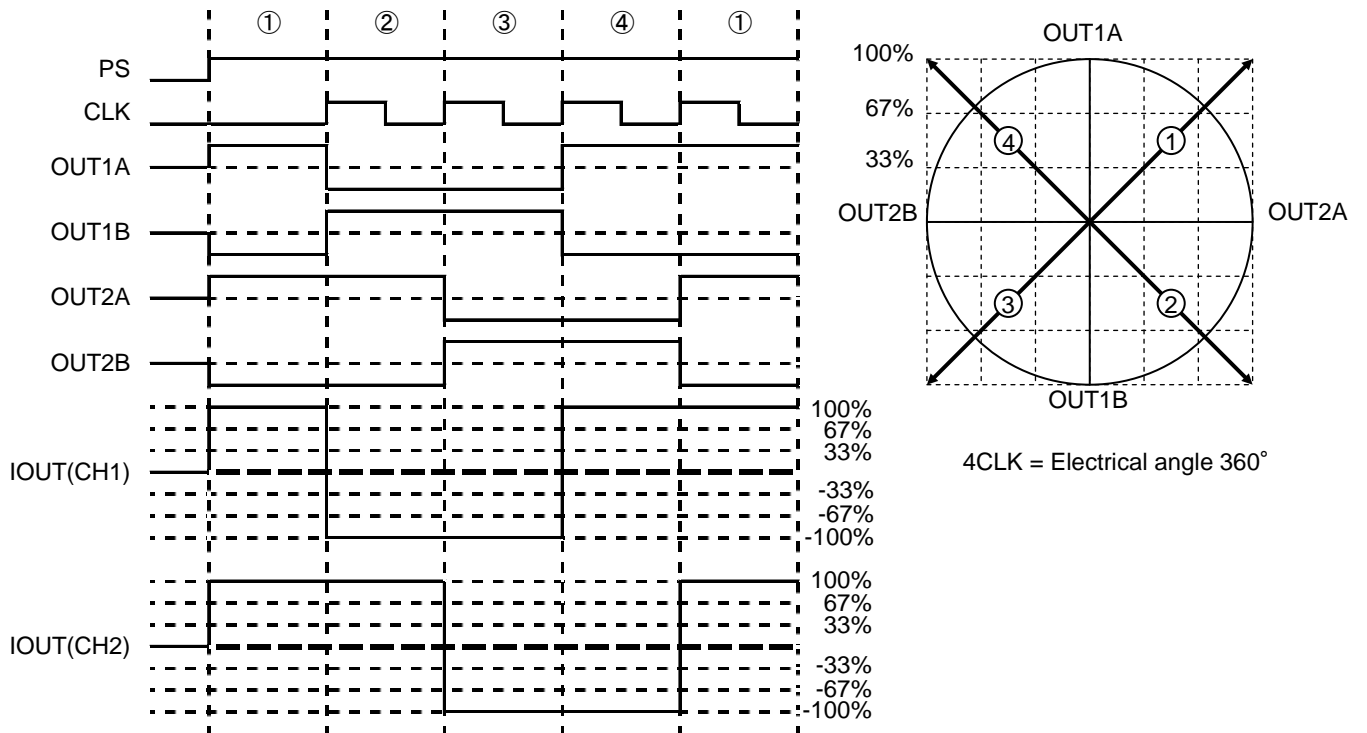 ① ② ③ ④ ①
PS
CLK
OUT1A
OUT1B
OUT2A
OUT2B
IOUT(CH1)
100%
67%
33%
-33%
-67%
-100%
IOUT(CH2)
100%
67%
33%
-33%
-67%
-100%
OUT1A
100%
67%
33%
④ ①
OUT2B OUT2A
③ ②
OUT1B
4CLK = Electrical angle 360°